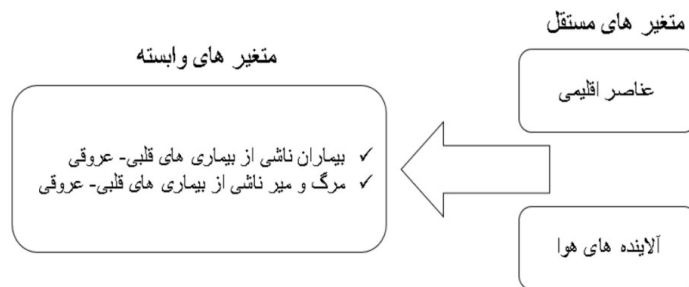 متغیر های مستقل
عناصر اقلیمی
آلاینده های هوا
متغیر های وابسته
✓ بیماران ناشی از بیماری های قلبی- عروقی
✓ مرگ و میر ناشی از بیماری های قلبی- عروقی